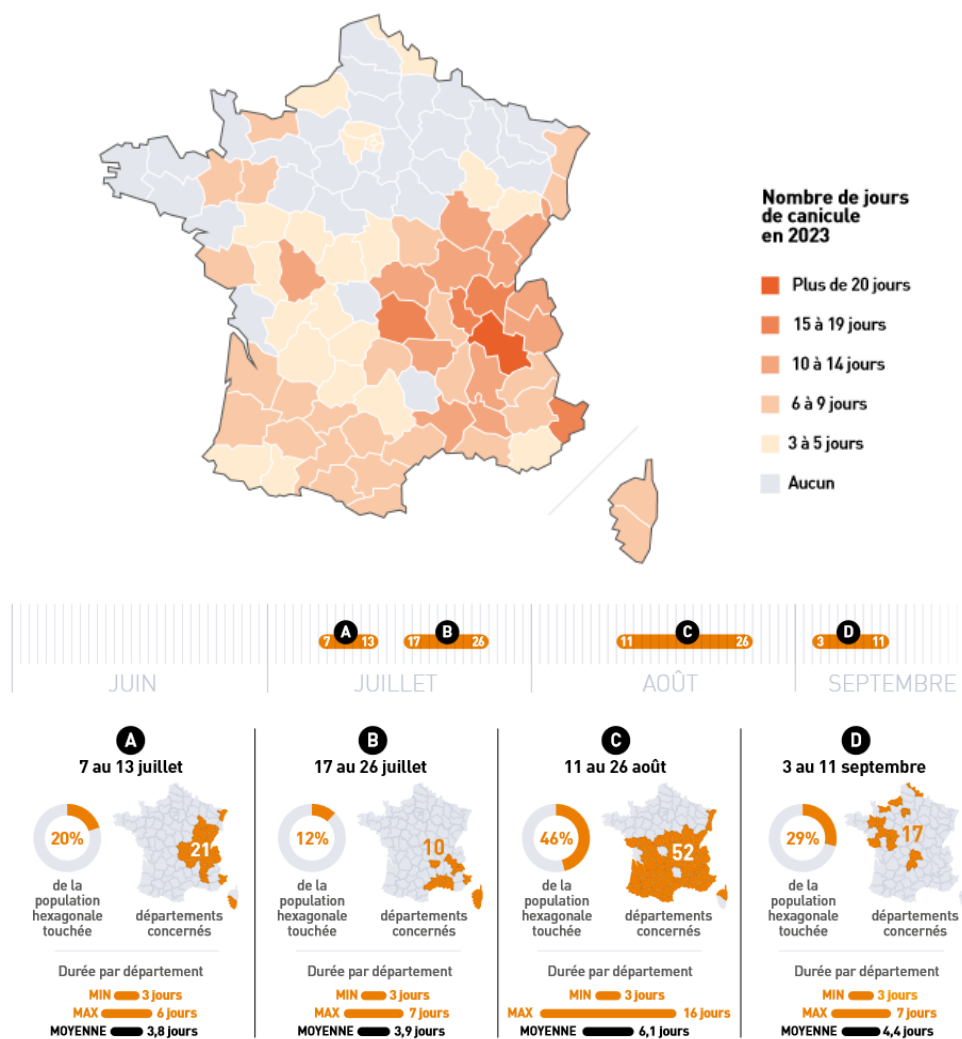 Nombre de jours
de canicule
en 2023
Plus de 20 jours
15 à 19 jours
10 à 14 jours
6 à 9 jours
3 à 5 jours
Aucun
7 A 13
17 B 26
11 C 26
3 D 11
JUIN
JUILLET
AOÛT
SEPTEMBRE
A
7 au 13 juillet
20%
21
de la
population
hexagonale
touchée
départements
concernés
Durée par département
MIN 3 jours
MAX 6 jours
MOYENNE 3,8 jours
B
17 au 26 juillet
12%
10
de la
population
hexagonale
touchée
départements
concernés
Durée par département
MIN 3 jours
MAX 7 jours
MOYENNE 3,9 jours
C
11 au 26 août
46%
52
de la
population
hexagonale
touchée
départements
concernés
Durée par département
MIN 3 jours
MAX 16 jours
MOYENNE 6,1 jours
D
3 au 11 septembre
29%
17
de la
population
hexagonale
touchée
départements
concernés
Durée par département
MIN 3 jours
MAX 7 jours
MOYENNE 4,4 jours